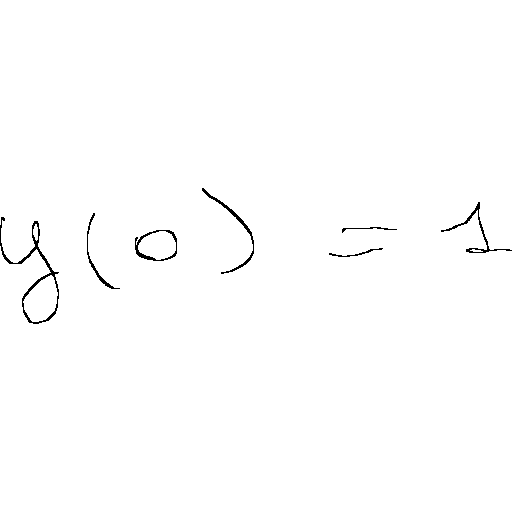 y(0) = 1